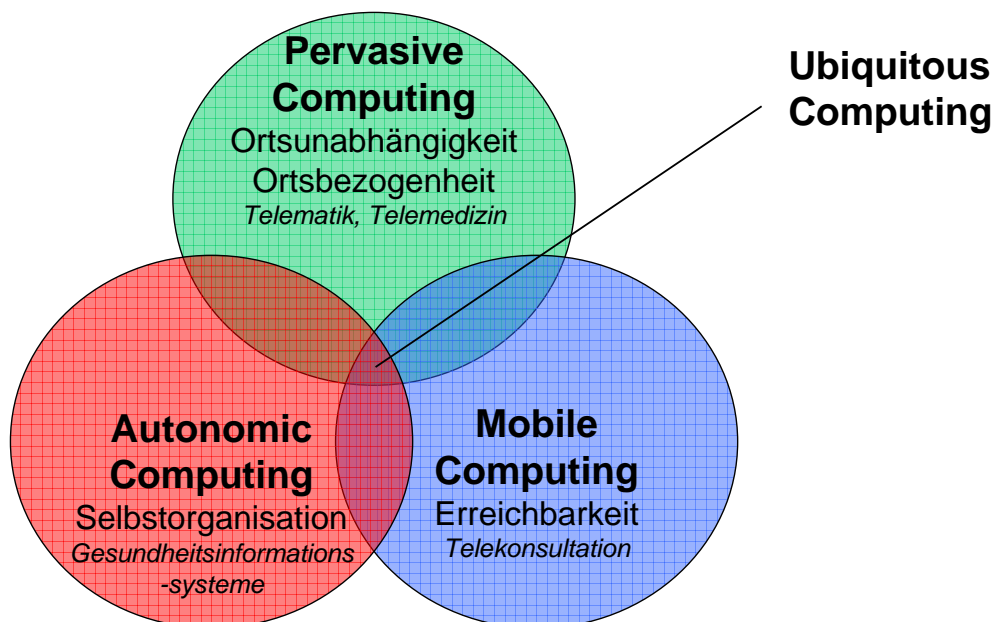 Pervasive
Computing
Ortsunabhängigkeit
Ortsbezogenheit
Telematik, Telemedizin
Ubiquitous
Computing
Autonomic
Computing
Selbstorganisation
Gesundheitsinformations
-systeme
Mobile
Computing
Erreichbarkeit
Telekonsultation